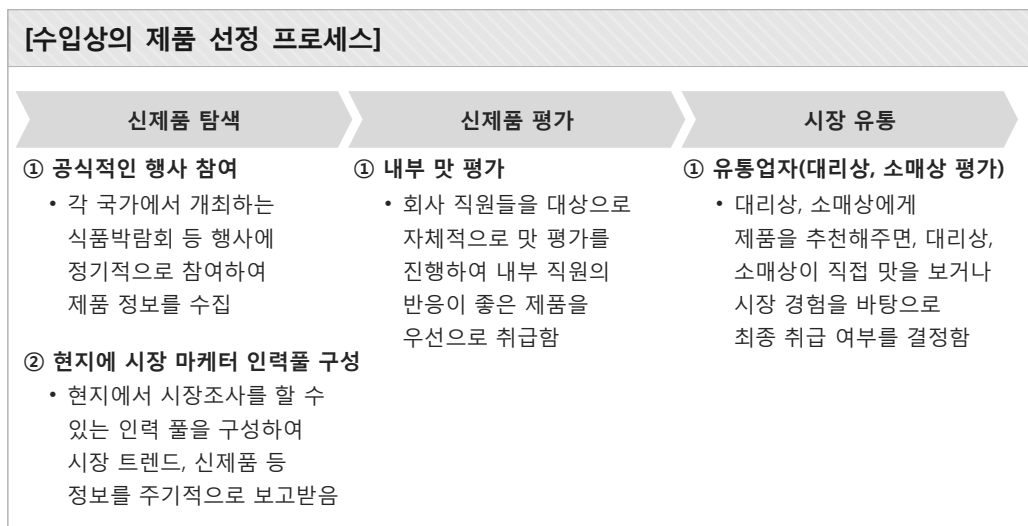 [수입상의 제품 선정 프로세스]
신제품 탐색
① 공식적인 행사 참여
• 각 국가에서 개최하는
식품박람회 등 행사에
정기적으로 참여하여
제품 정보를 수집
② 현지에 시장 마케터 인력풀 구성
• 현지에서 시장조사를 할 수
있는 인력 풀을 구성하여
시장 트렌드, 신제품 등
정보를 주기적으로 보고받음
신제품 평가
① 내부 맛 평가
• 회사 직원들을 대상으로
자체적으로 맛 평가를
진행하여 내부 직원의
반응이 좋은 제품을
우선으로 취급함
시장 유통
① 유통업자(대리상, 소매상 평가)
• 대리상, 소매상에게
제품을 추천해주면, 대리상,
소매상이 직접 맛을 보거나
시장 경험을 바탕으로
최종 취급 여부를 결정함